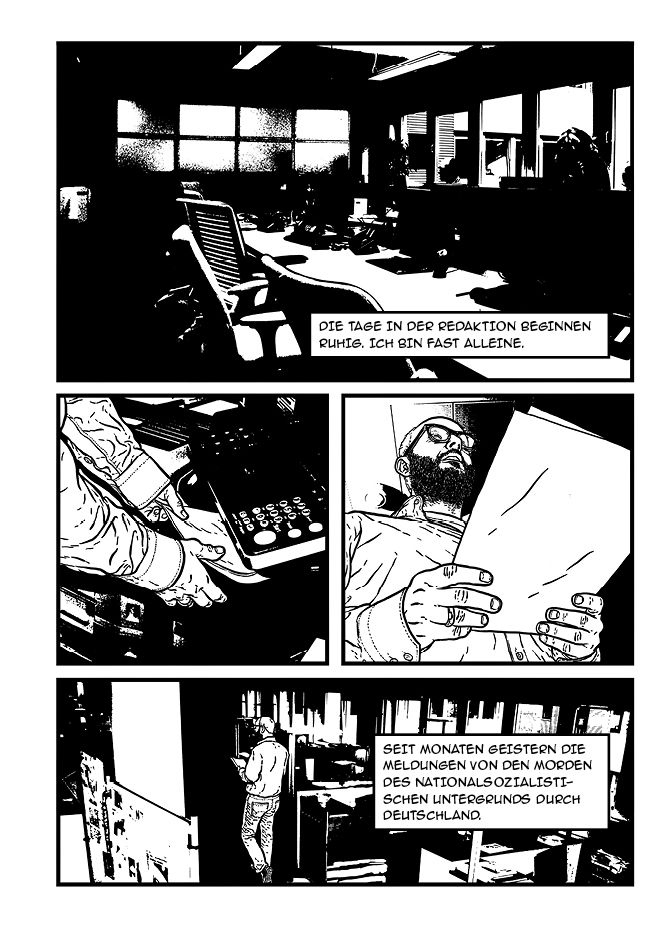 DIE TAGE IN DER REDAKTION BEGINNEN
RUHIG. ICH BIN FAST ALLEINE.
SEIT MONATEN GEISTERN DIE
MELDUNGEN VON DEN MORDEN
DES NATIONALSOZIALISTI-
SCHEN UNTERGRUNDS DURCH
DEUTSCHLAND.